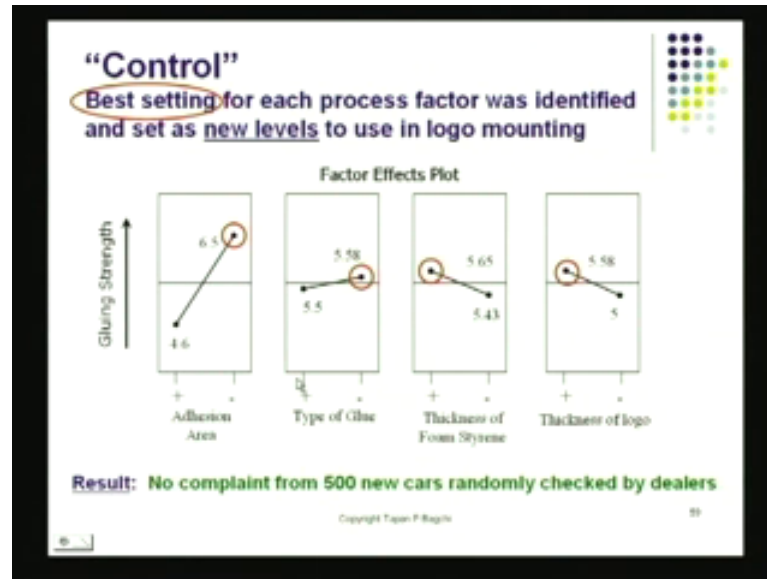 “Control”
Best setting for each process factor was identified
and set as new levels to use in logo mounting
Factor Effects Plot
Gluing Strength
6.5
4.6
5.58
5.5
5.65
5.43
5.58
5
+ - + - + - + -
Adhesion
Area
Type of Glue
Thickness of
Foam Styrene
Thickness of logo
Result: No complaint from 500 new cars randomly checked by dealers
Copyright Tapan P Bagchi
59